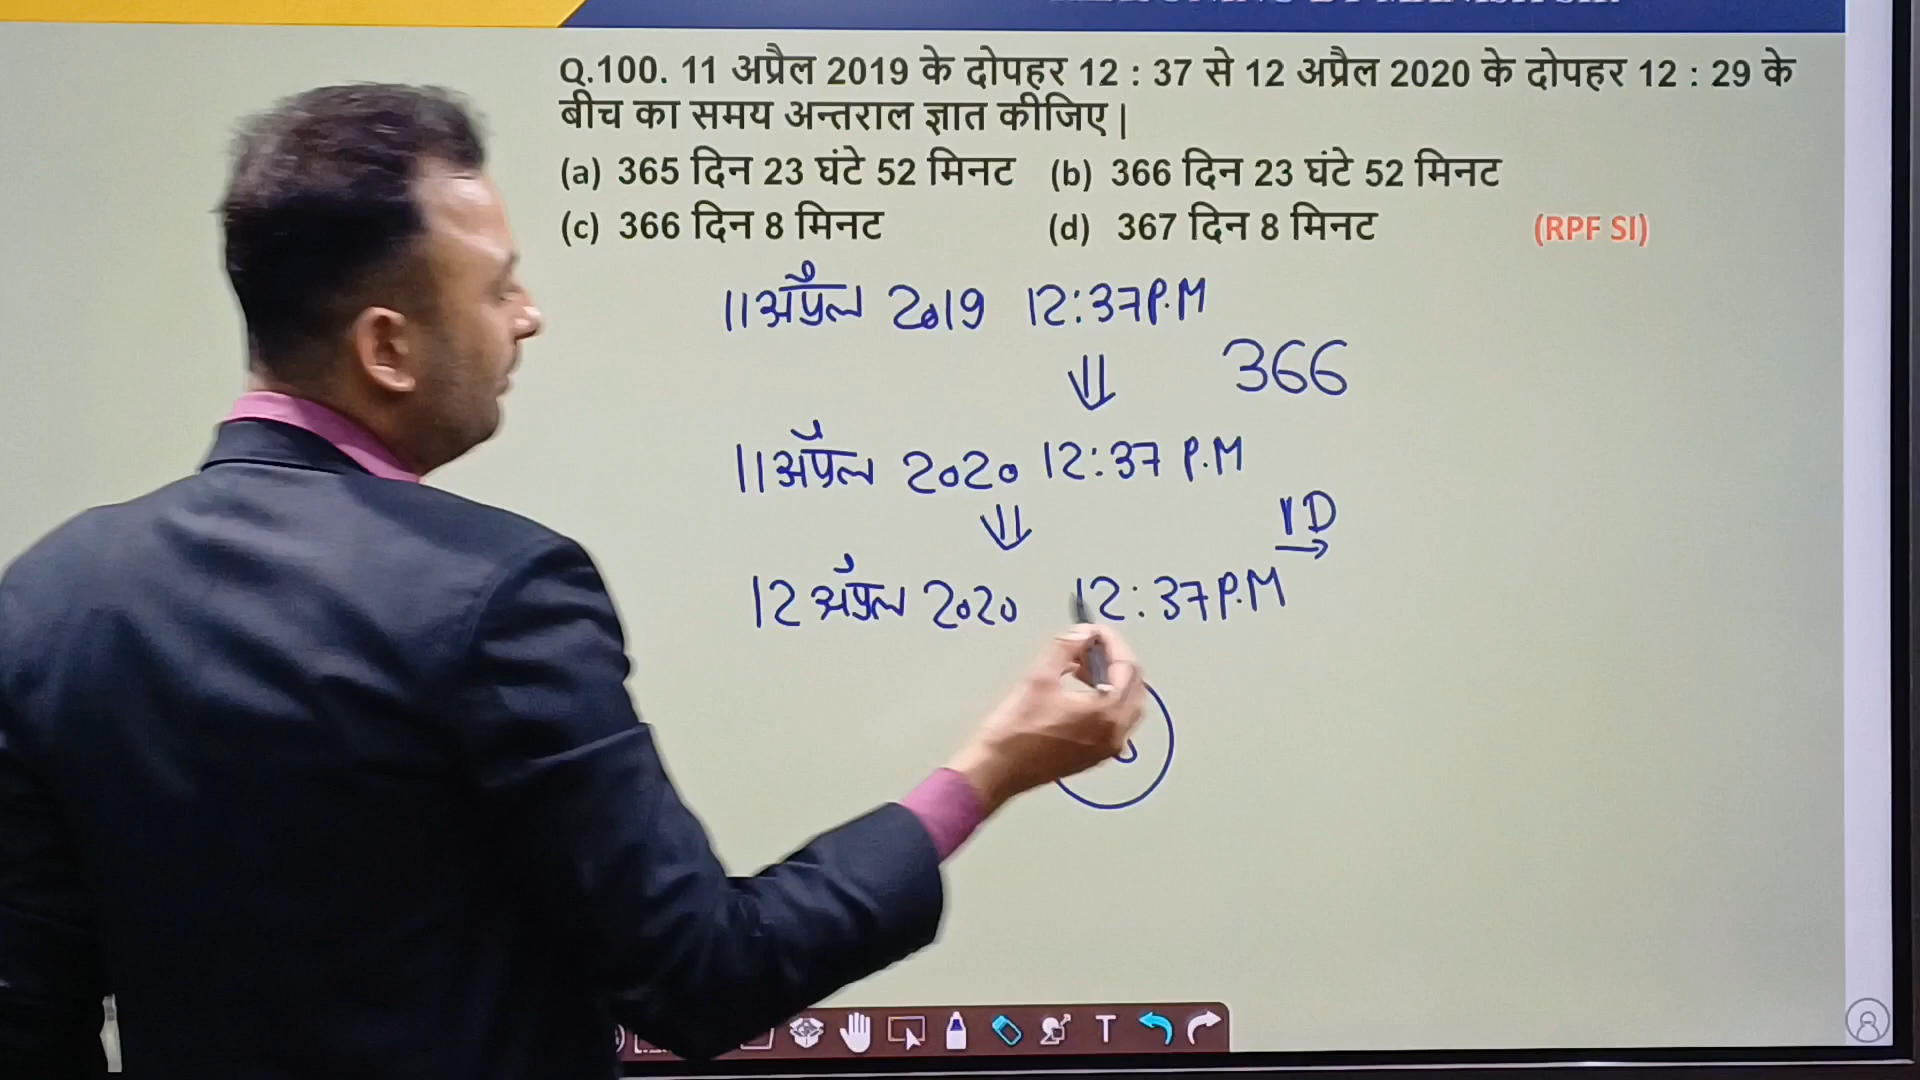 Q.100. 11 अप्रैल 2019 के दोपहर 12 : 37 से 12 अप्रैल 2020 के दोपहर 12 : 29 के
बीच का समय अन्तराल ज्ञात कीजिए |
(a) 365 दिन 23 घंटे 52 मिनट (b) 366 दिन 23 घंटे 52 मिनट
(c) 366 दिन 8 मिनट (d) 367 दिन 8 मिनट (RPF SI)
11 अप्रैल 2019 12:37 P.M
366
11 अप्रैल 2020 12:37 P.M
1D
12 अप्रैल 2020 12:37 P.M
T